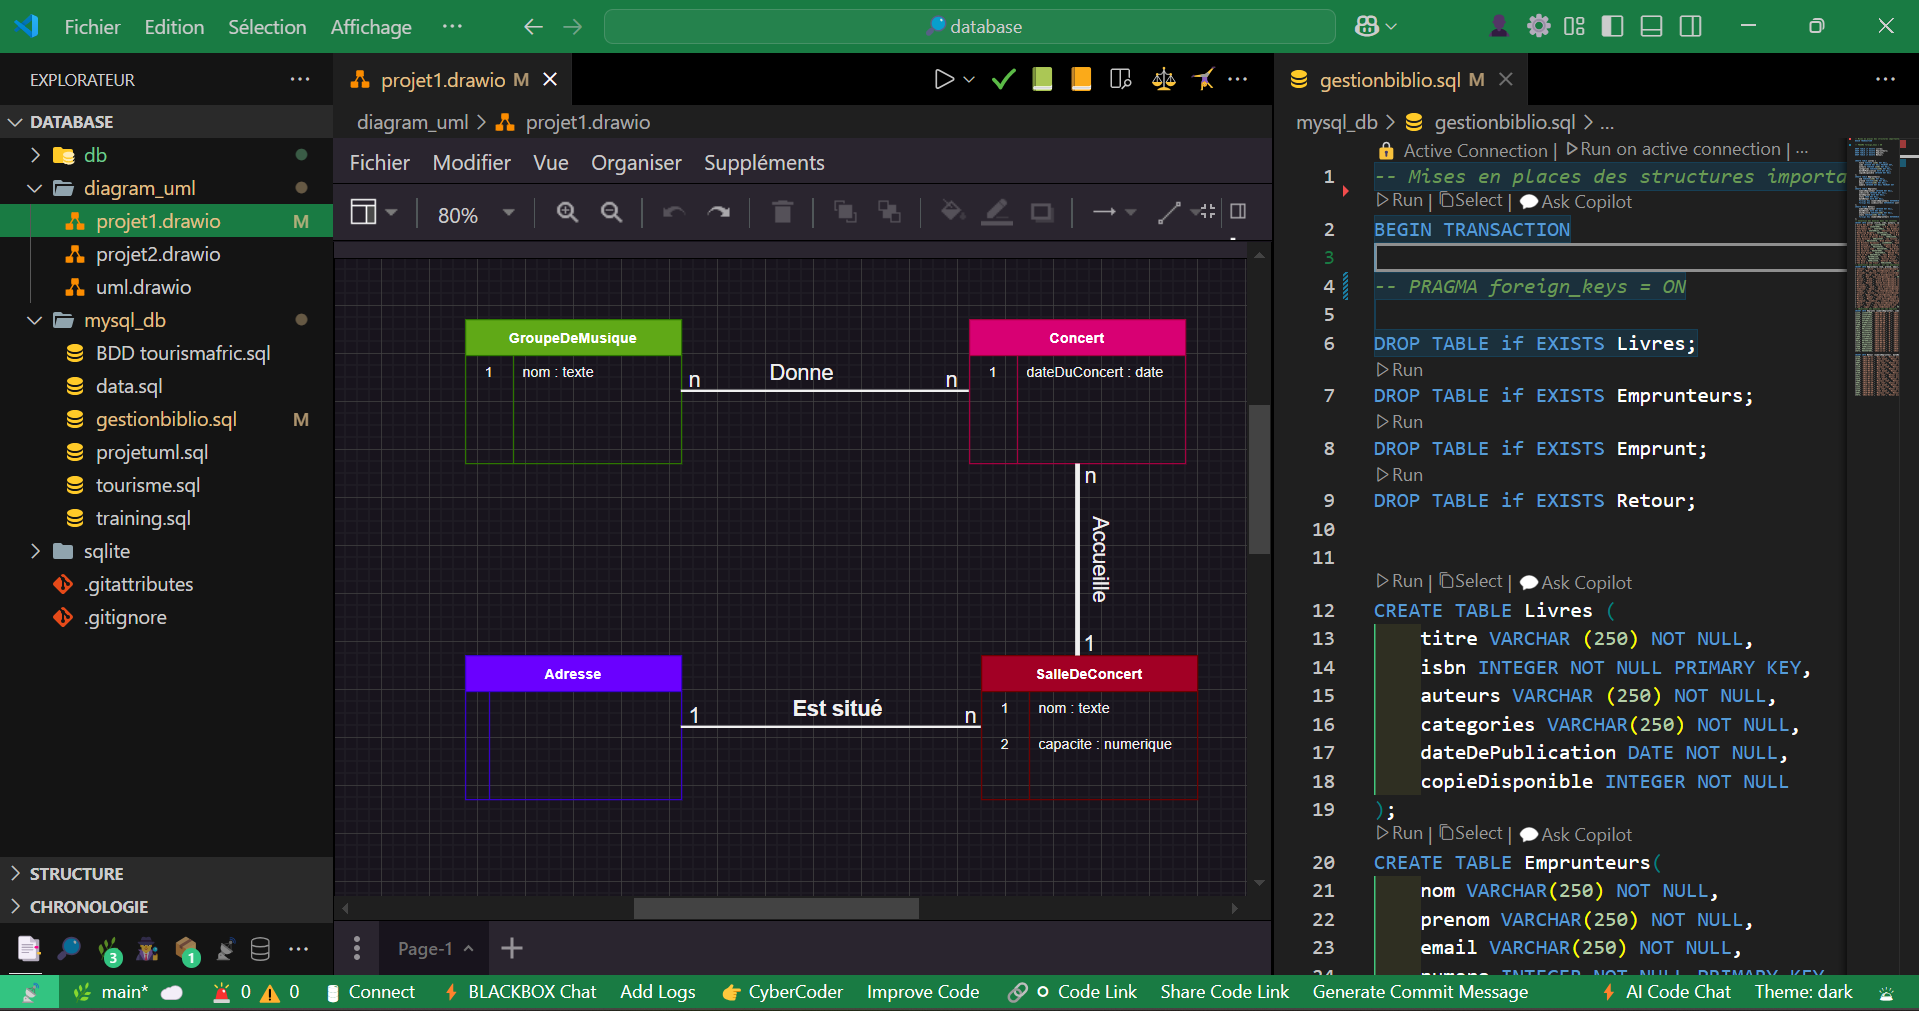 Fichier Edition Sélection Affichage ··· database
EXPLORATEUR ···
DATABASE
db
diagram_uml
projet1.drawio M
projet2.drawio
uml.drawio
mysql_db
BDD tourismafric.sql
data.sql
gestionbiblio.sql M
projetuml.sql
tourisme.sql
training.sql
sqlite
.gitattributes
.gitignore
STRUCTURE
CHRONOLOGIE
3 1 ···
projet1.drawio M
diagram_uml > projet1.drawio
Fichier Modifier Vue Organiser Suppléments
80%
GroupeDeMusique
1 nom : texte
n Donne n
Concert
1 dateDuConcert : date
n
Accueille
1
Adresse
1 Est situé n
SalleDeConcert
1 nom : texte
2 capacite : numerique
Page-1
gestionbiblio.sql M
mysql_db > gestionbiblio.sql > ...
Active Connection | Run on active connection | ...
1 -- Mises en places des structures importa
Run | Select | Ask Copilot
2 BEGIN TRANSACTION
3
4 -- PRAGMA foreign_keys = ON
5
6 DROP TABLE if EXISTS Livres;
Run
7 DROP TABLE if EXISTS Emprunteurs;
Run
8 DROP TABLE if EXISTS Emprunt;
Run
9 DROP TABLE if EXISTS Retour;
10
11
Run | Select | Ask Copilot
12 CREATE TABLE Livres (
13 titre VARCHAR (250) NOT NULL,
14 isbn INTEGER NOT NULL PRIMARY KEY,
15 auteurs VARCHAR (250) NOT NULL,
16 categories VARCHAR(250) NOT NULL,
17 dateDePublication DATE NOT NULL,
18 copieDisponible INTEGER NOT NULL
19 );
Run | Select | Ask Copilot
20 CREATE TABLE Emprunteurs(
21 nom VARCHAR(250) NOT NULL,
22 prenom VARCHAR(250) NOT NULL,
23 email VARCHAR(250) NOT NULL,
main* 0 0 Connect BLACKBOX Chat Add Logs CyberCoder Improve Code Code Link Share Code Link Generate Commit Message AI Code Chat Theme: dark